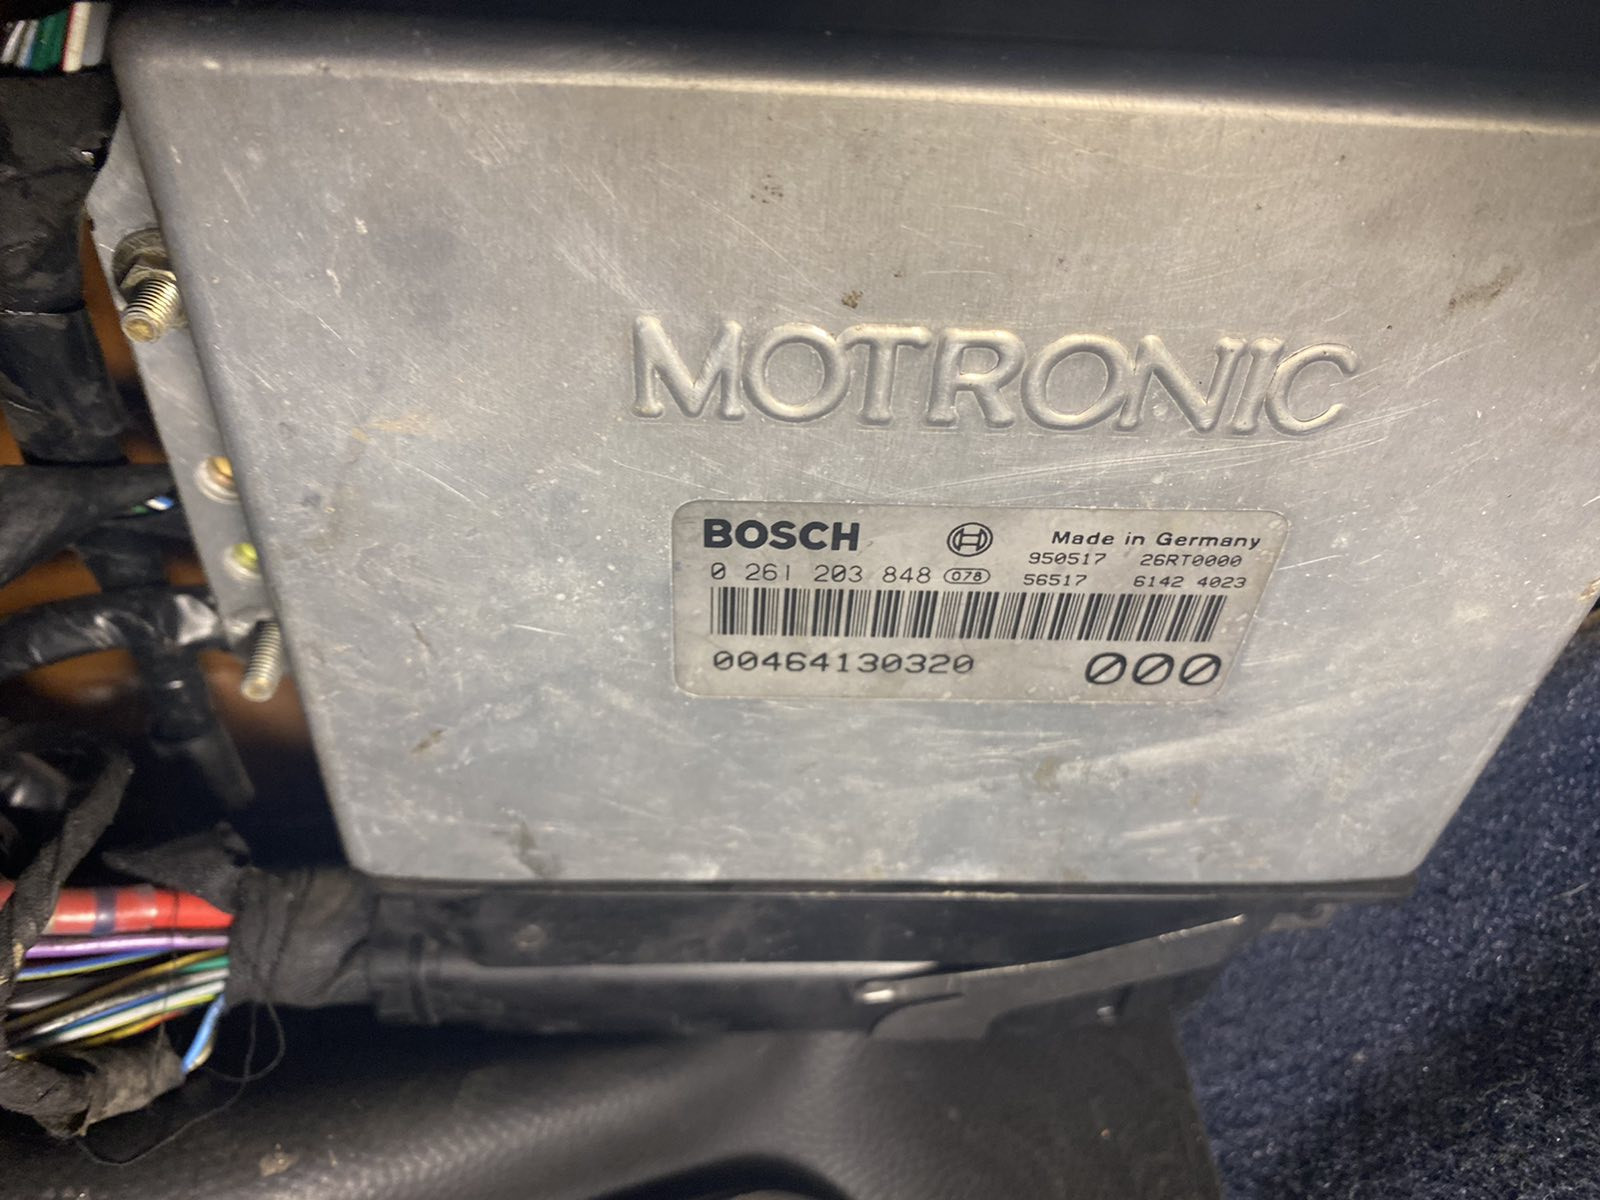 MOTRONIC
BOSCH
Made in Germany
950517 26RT0000
0 261 203 848 078 56517 6142 4023
00464130320 000